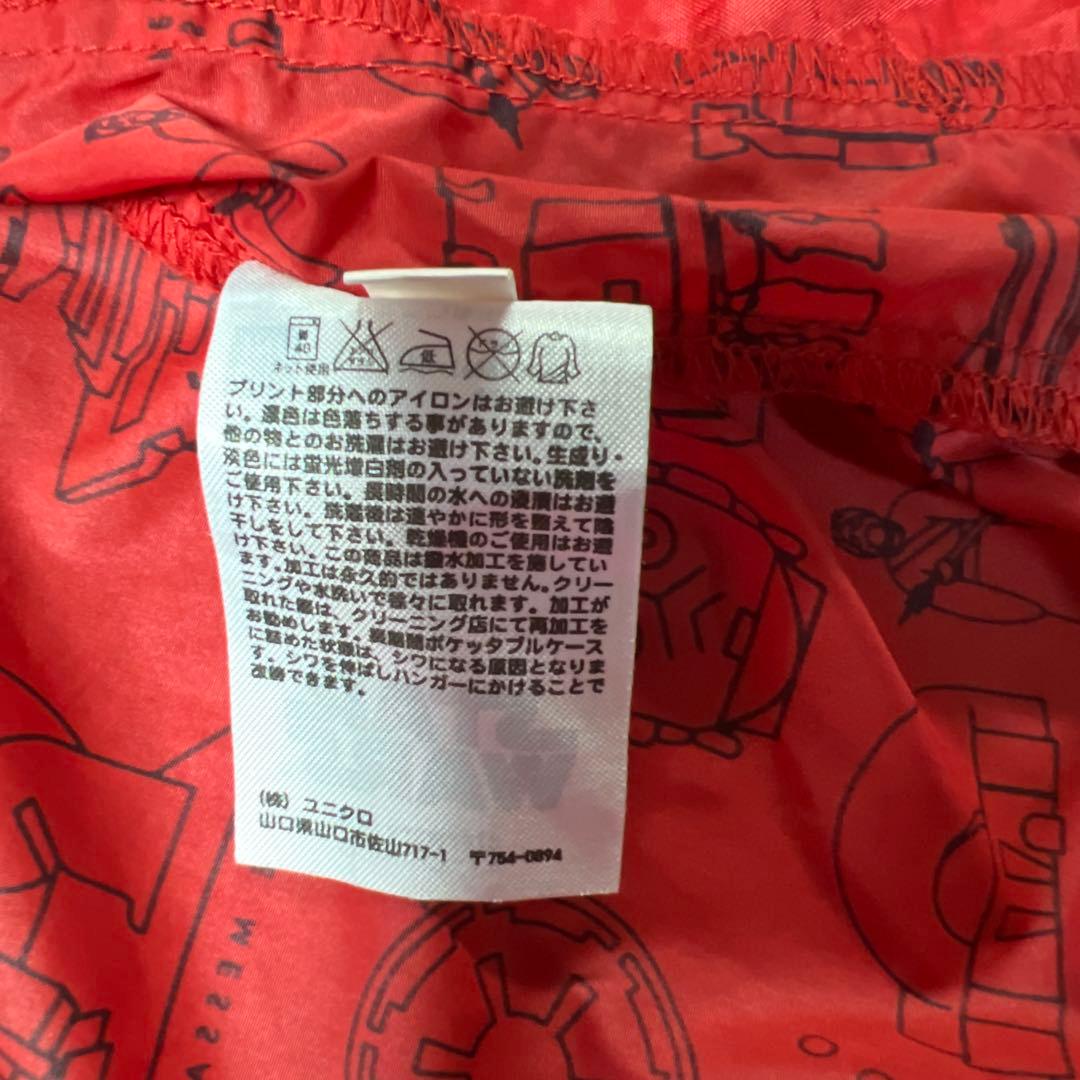 弱
40
ネット使用
低
プリント部分へのアイロンはお避け下さ
い。濃色は色落ちする事がありますので、
他の物とのお洗濯はお避け下さい。生成り・
淡色には蛍光増白剤の入っていない洗剤を
ご使用下さい。長時間の水への浸漬はお避
け下さい。洗濯後は速やかに形を整えて陰
干しをして下さい。乾燥機のご使用はお避
け下さい。この商品は撥水加工を施してい
ます。加工は永久的ではありません。クリー
ニングや水洗いで徐々に取れます。加工が
取れた際は、クリーニング店にて再加工を
お勧めします。長期間ポケッタブルケース
に詰めた状態は、シワになる原因となりま
す。シワを伸ばしハンガーにかけることで
改善できます。
(株) ユニクロ
山口県山口市佐山717-1 〒754-0894